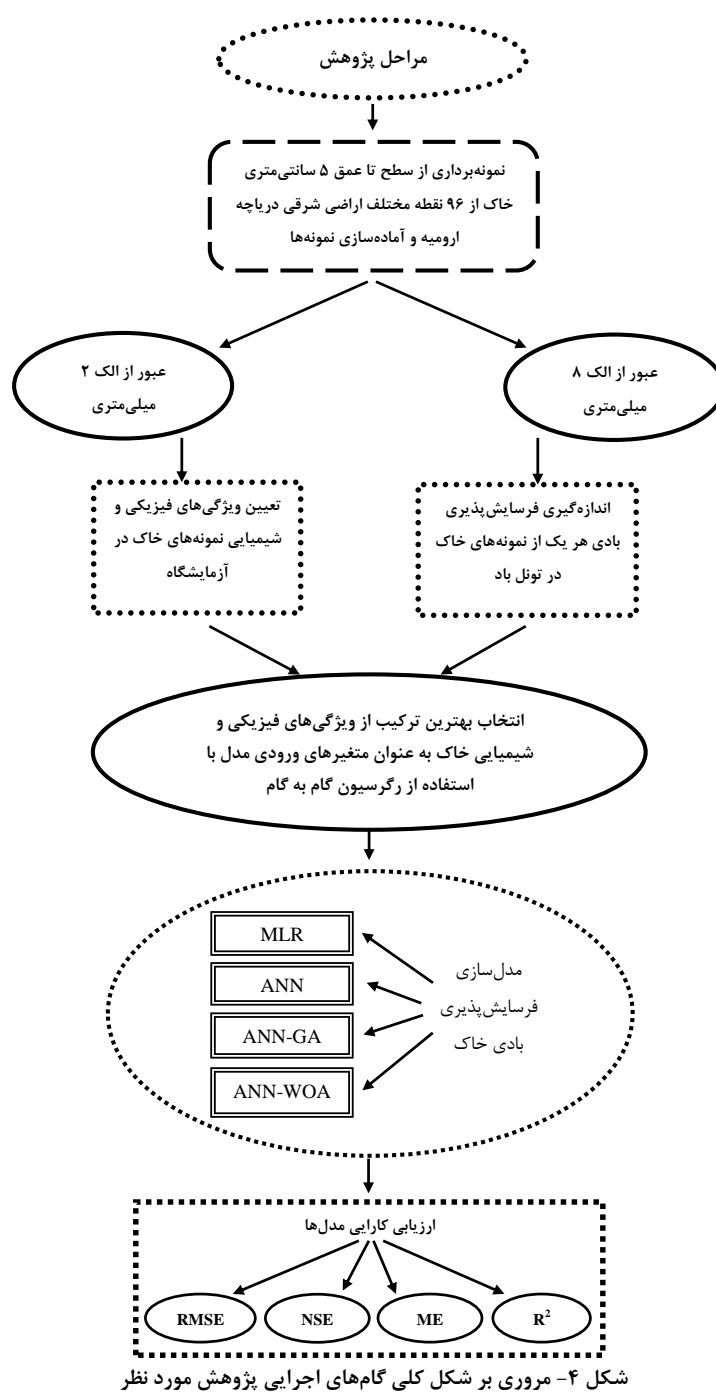 مراحل پژوهش
نمونه‌برداری از سطح تا عمق ۵ سانتی‌متری
خاک از ۹۶ نقطه مختلف اراضی شرقی دریاچه
ارومیه و آماده‌سازی نمونه‌ها
عبور از الک ۸
میلی‌متری
عبور از الک ۲
میلی‌متری
اندازه‌گیری فرسایش‌پذیری
بادی هر یک از نمونه‌های خاک
در تونل باد
تعیین ویژگی‌های فیزیکی و
شیمیایی نمونه‌های خاک در
آزمایشگاه
انتخاب بهترین ترکیب از ویژگی‌های فیزیکی و
شیمیایی خاک به عنوان متغیرهای ورودی مدل با
استفاده از رگرسیون گام به گام
مدل‌سازی
فرسایش‌پذیری
بادی خاک
MLR
ANN
ANN-GA
ANN-WOA
ارزیابی کارایی مدل‌ها
R²
ME
NSE
RMSE
شکل ۴- مروری بر شکل کلی گام‌های اجرایی پژوهش مورد نظر